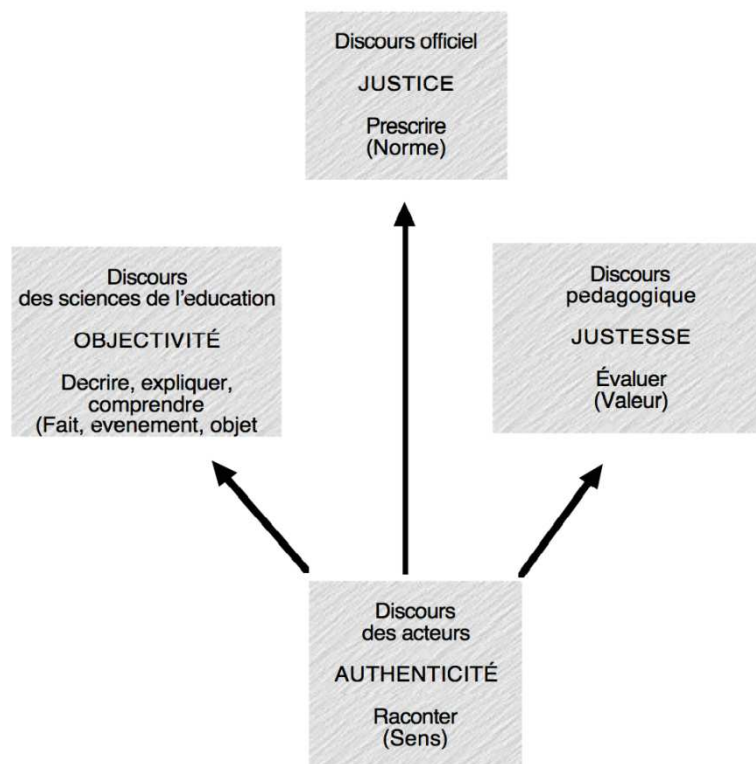 Discours officiel
JUSTICE
Prescrire
(Norme)
Discours
des sciences de l'education
OBJECTIVITÉ
Decrire, expliquer,
comprendre
(Fait, evenement, objet
Discours
pedagogique
JUSTESSE
Évaluer
(Valeur)
Discours
des acteurs
AUTHENTICITÉ
Raconter
(Sens)